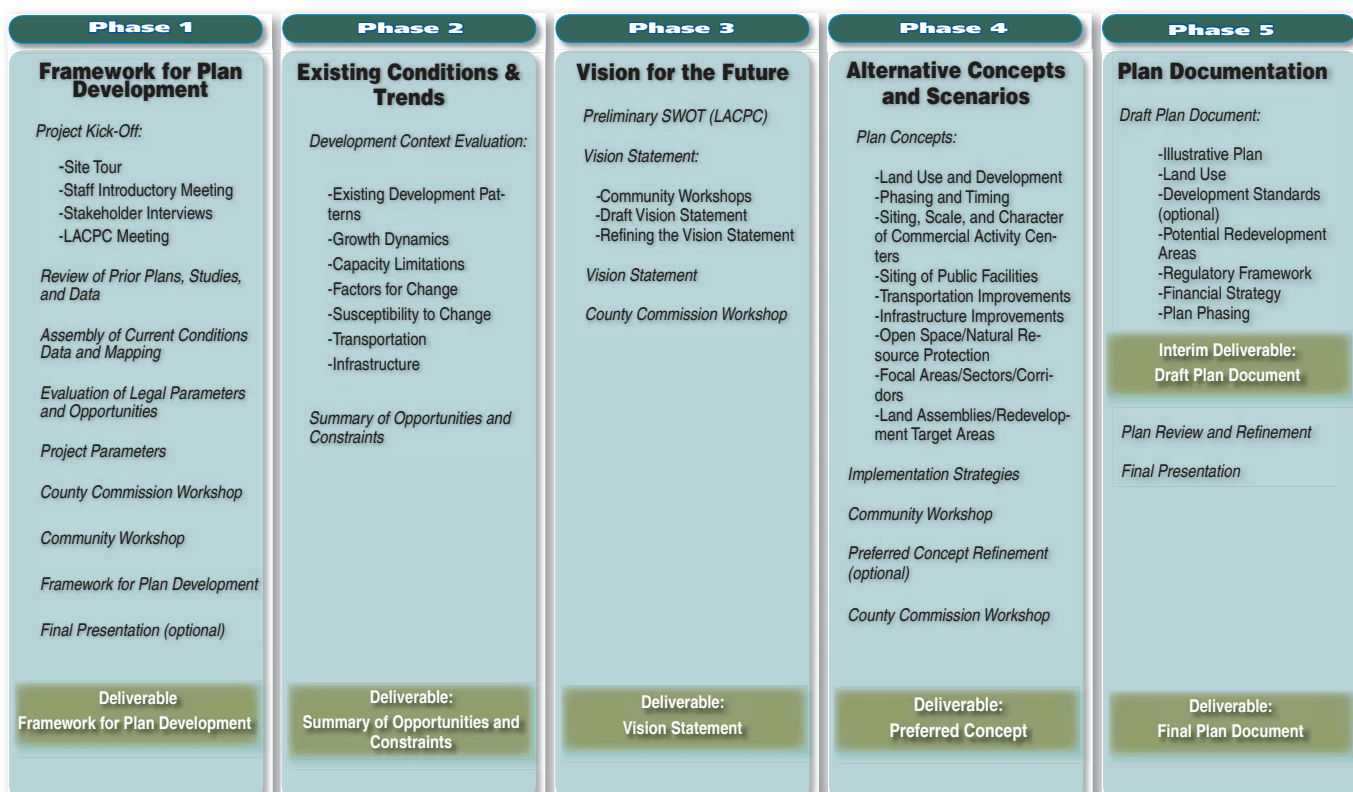 Phase 1
Framework for Plan
Development
Project Kick-Off:
-Site Tour
-Staff Introductory Meeting
-Stakeholder Interviews
-LACPC Meeting
Review of Prior Plans, Studies,
and Data
Assembly of Current Conditions
Data and Mapping
Evaluation of Legal Parameters
and Opportunities
Project Parameters
County Commission Workshop
Community Workshop
Framework for Plan Development
Final Presentation (optional)
Deliverable
Framework for Plan Development
Phase 2
Existing Conditions &
Trends
Development Context Evaluation:
-Existing Development Pat-
terns
-Growth Dynamics
-Capacity Limitations
-Factors for Change
-Susceptibility to Change
-Transportation
-Infrastructure
Summary of Opportunities and
Constraints
Deliverable:
Summary of Opportunities and
Constraints
Phase 3
Vision for the Future
Preliminary SWOT (LACPC)
Vision Statement:
-Community Workshops
-Draft Vision Statement
-Refining the Vision Statement
Vision Statement
County Commission Workshop
Deliverable:
Vision Statement
Phase 4
Alternative Concepts
and Scenarios
Plan Concepts:
-Land Use and Development
-Phasing and Timing
-Siting, Scale, and Character
of Commercial Activity Cen-
ters
-Siting of Public Facilities
-Transportation Improvements
-Infrastructure Improvements
-Open Space/Natural Re-
source Protection
-Focal Areas/Sectors/Corri-
dors
-Land Assemblies/Redevelop-
ment Target Areas
Implementation Strategies
Community Workshop
Preferred Concept Refinement
(optional)
County Commission Workshop
Deliverable:
Preferred Concept
Phase 5
Plan Documentation
Draft Plan Document:
-Illustrative Plan
-Land Use
-Development Standards
(optional)
-Potential Redevelopment
Areas
-Regulatory Framework
-Financial Strategy
-Plan Phasing
Interim Deliverable:
Draft Plan Document
Plan Review and Refinement
Final Presentation
Deliverable:
Final Plan Document